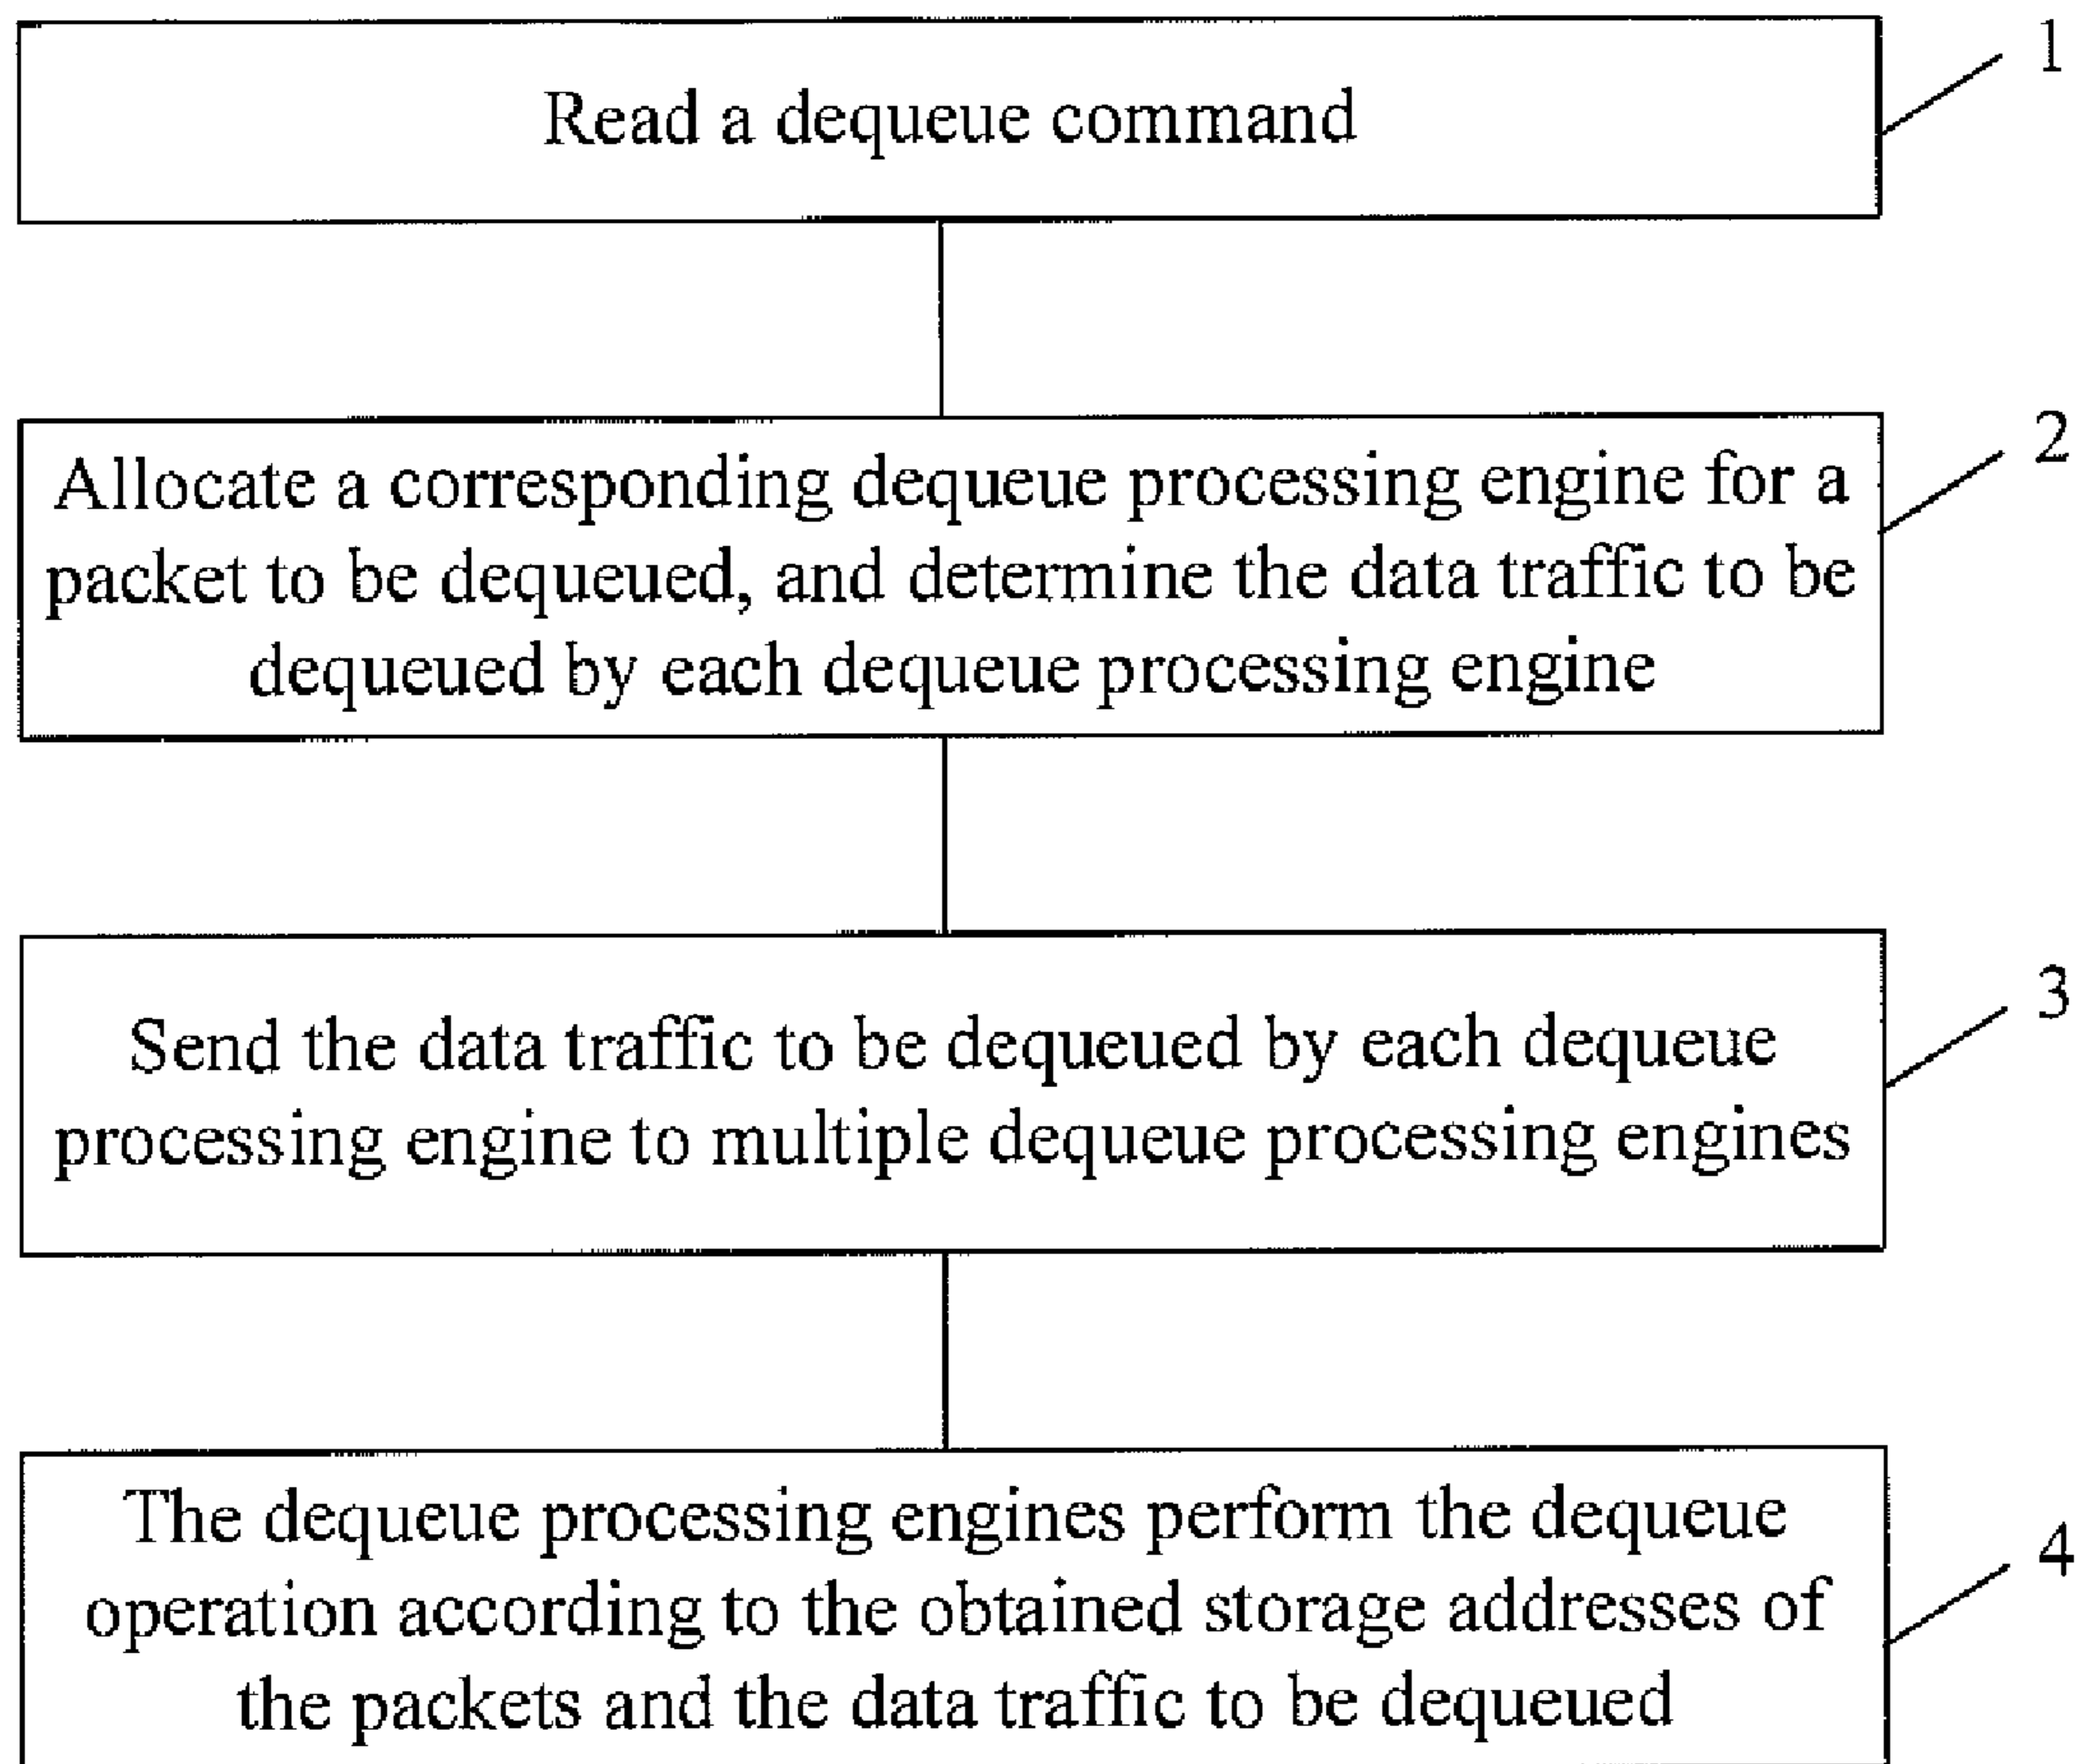 Read a dequeue command
1
Allocate a corresponding dequeue processing engine for a
packet to be dequeued, and determine the data traffic to be
dequeued by each dequeue processing engine
2
Send the data traffic to be dequeued by each dequeue
processing engine to multiple dequeue processing engines
3
The dequeue processing engines perform the dequeue
operation according to the obtained storage addresses of
the packets and the data traffic to be dequeued
4